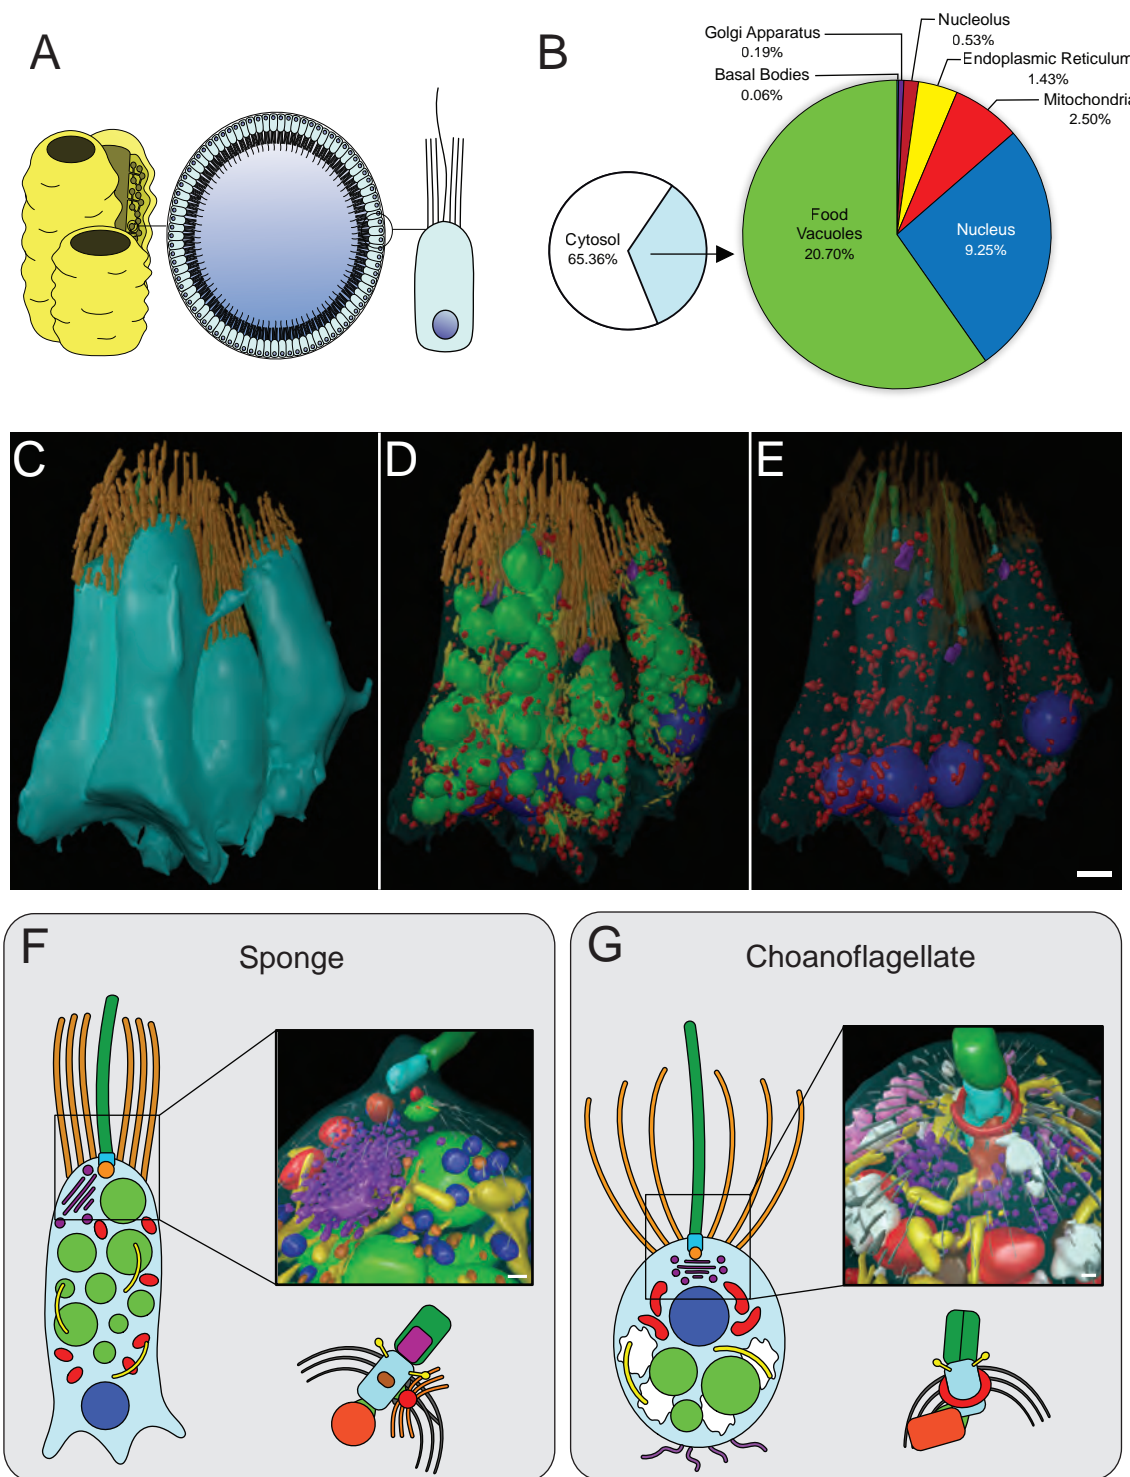 A
B
Nucleolus
0.53%
Golgi Apparatus
0.19%
Endoplasmic Reticulum
1.43%
Basal Bodies
0.06%
Mitochondria
2.50%
Cytosol
65.36%
Food
Vacuoles
20.70%
Nucleus
9.25%
C
D
E
F
Sponge
G
Choanoflagellate